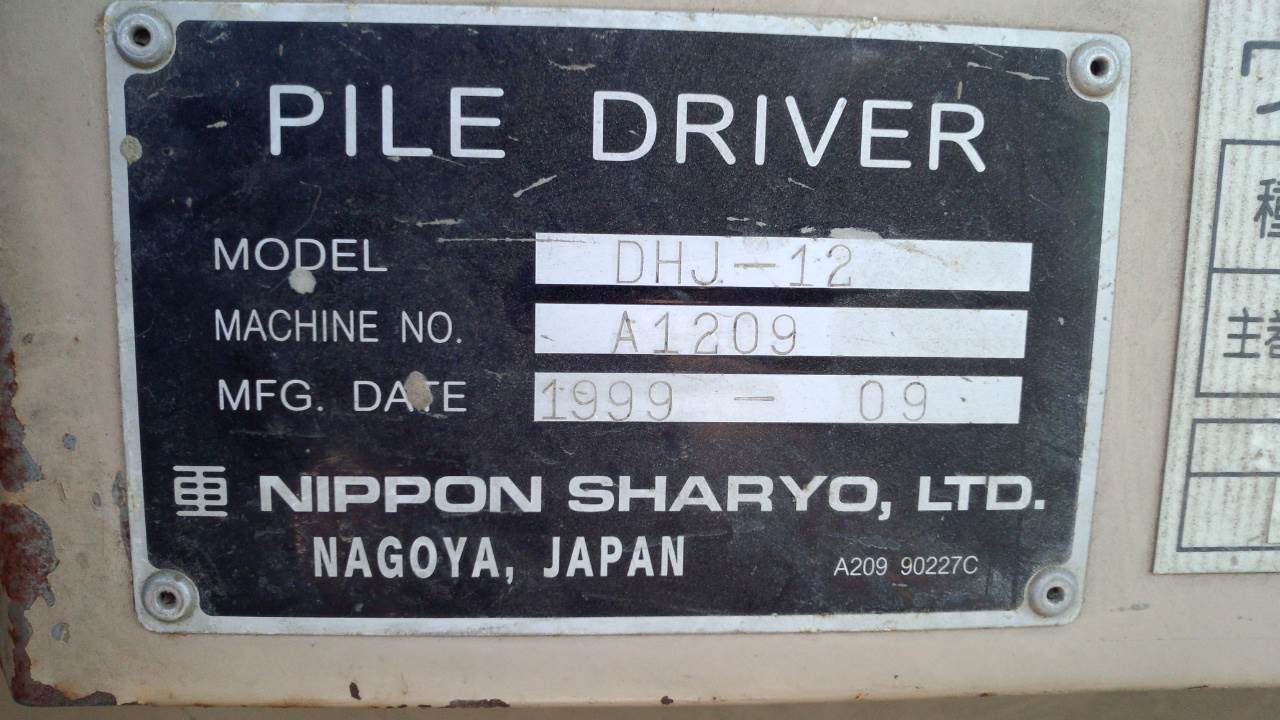 PILE DRIVER
MODEL DHJ-12
MACHINE NO. A1209
MFG. DATE 1999 - 09
NIPPON SHARYO, LTD.
NAGOYA, JAPAN
A209 90227C